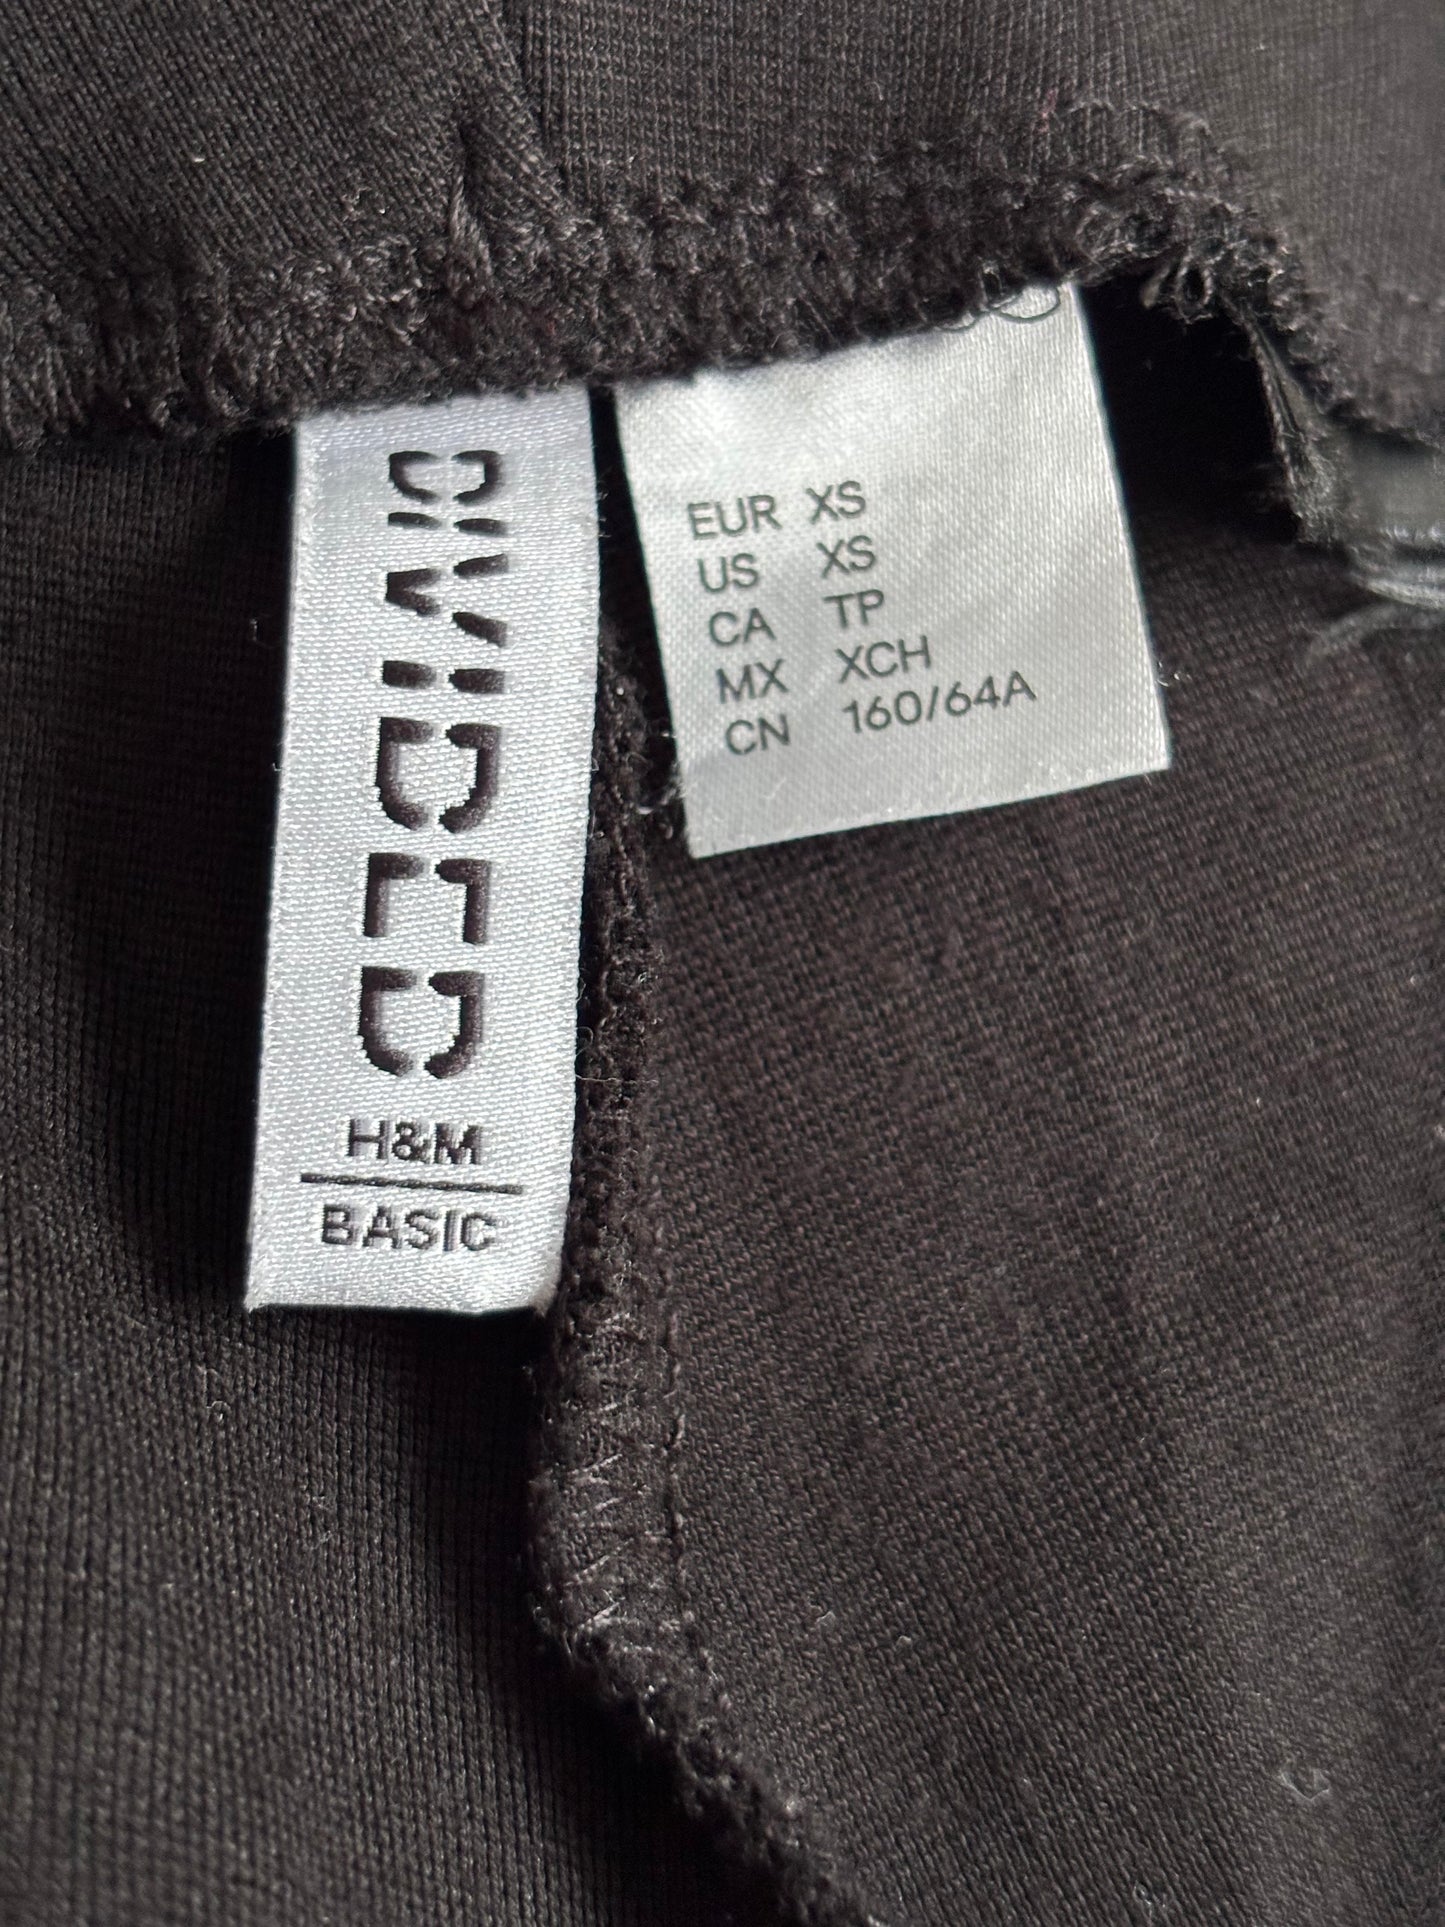 DIVIDED
H&M
BASIC
EUR XS
US XS
CA TP
MX XCH
CN 160/64A